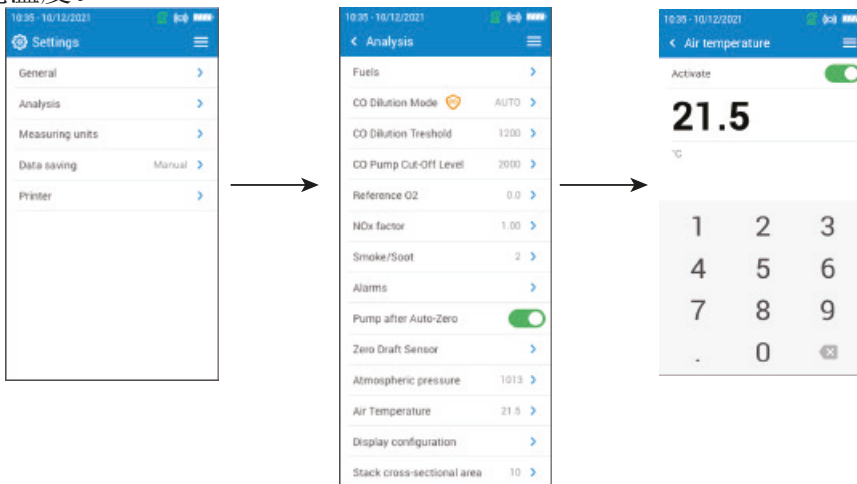 10:35 - 10/12/2021
Settings
General
Analysis
Measuring units
Data saving Manual
Printer
10:35 - 10/12/2021
Analysis
Fuels
CO Dilution Mode AUTO
CO Dilution Treshold 1200
CO Pump Cut-Off Level 2000
Reference O2 0.0
NOx factor 1.00
Smoke/Soot 2
Alarms
Pump after Auto-Zero
Zero Draft Sensor
Atmospheric pressure 1013
Air Temperature 21.5
Display configuration
Stack cross-sectional area 10
10:35 - 10/12/2021
Air temperature
Activate
21.5
°C
1 2 3
4 5 6
7 8 9
. 0